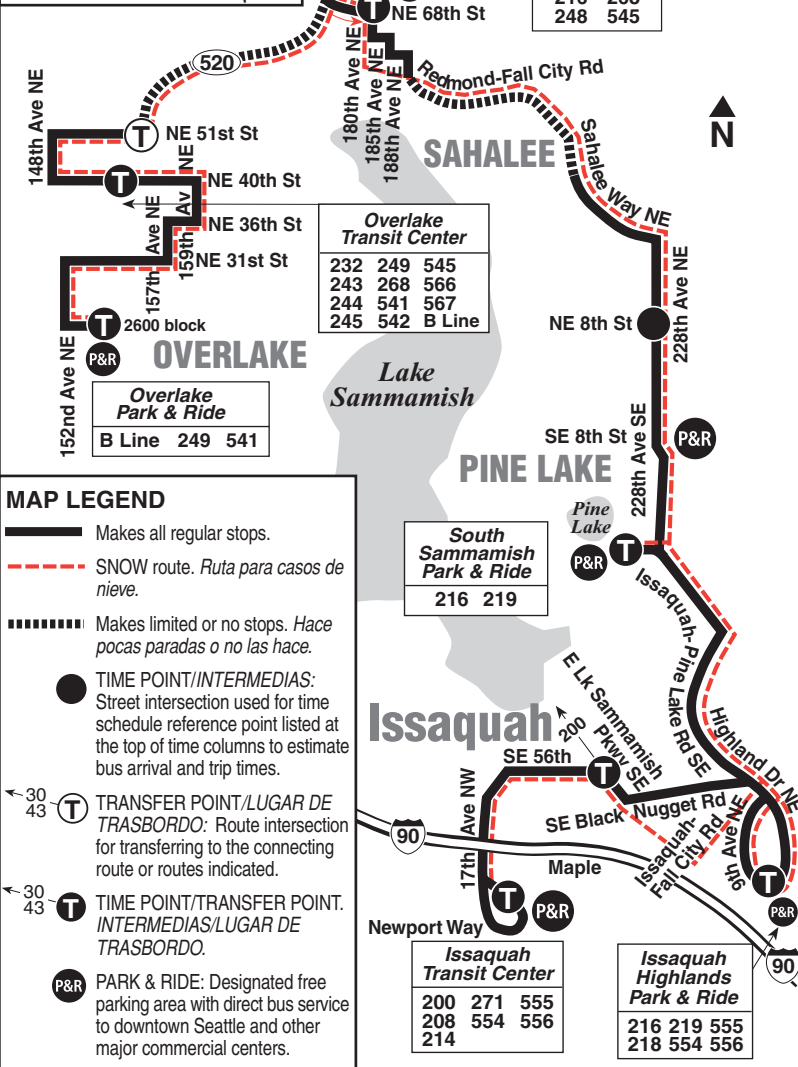 NE 68th St
248 545
520
180th Ave NE
185th Ave NE
188th Ave NE
Redmond-Fall City Rd
148th Ave NE
T
NE 51st St
SAHALEE
Sahalee Way NE
N
T
NE 40th St
159th Av NE
NE 36th St
157th Ave NE
NE 31st St
Overlake
Transit Center
232 249 545
243 268 566
244 541 567
245 542 B Line
228th Ave NE
NE 8th St
T
2600 block
P&R
OVERLAKE
152nd Ave NE
Overlake
Park & Ride
B Line 249 541
Lake
Sammamish
SE 8th St
228th Ave SE
P&R
PINE LAKE
Pine
Lake
T
P&R
South
Sammamish
Park & Ride
216 219
Issaquah-Pine Lake Rd SE
MAP LEGEND
Makes all regular stops.
SNOW route. Ruta para casos de
nieve.
Makes limited or no stops. Hace
pocas paradas o no las hace.
TIME POINT/INTERMEDIAS:
Street intersection used for time
schedule reference point listed at
the top of time columns to estimate
bus arrival and trip times.
30
43
T
TRANSFER POINT/LUGAR DE
TRASBORDO: Route intersection
for transferring to the connecting
route or routes indicated.
30
43
T
TIME POINT/TRANSFER POINT.
INTERMEDIAS/LUGAR DE
TRASBORDO.
P&R
PARK & RIDE: Designated free
parking area with direct bus service
to downtown Seattle and other
major commercial centers.
Issaquah
200
E Lk Sammamish
Pkwy SE
SE 56th
T
Highland Dr NE
SE Black Nugget Rd
17th Ave NW
90
Maple
Issaquah-
Fall City Rd
9th Ave NE
T
P&R
T
P&R
Newport Way
90
Issaquah
Transit Center
200 271 555
208 554 556
214
Issaquah
Highlands
Park & Ride
216 219 555
218 554 556